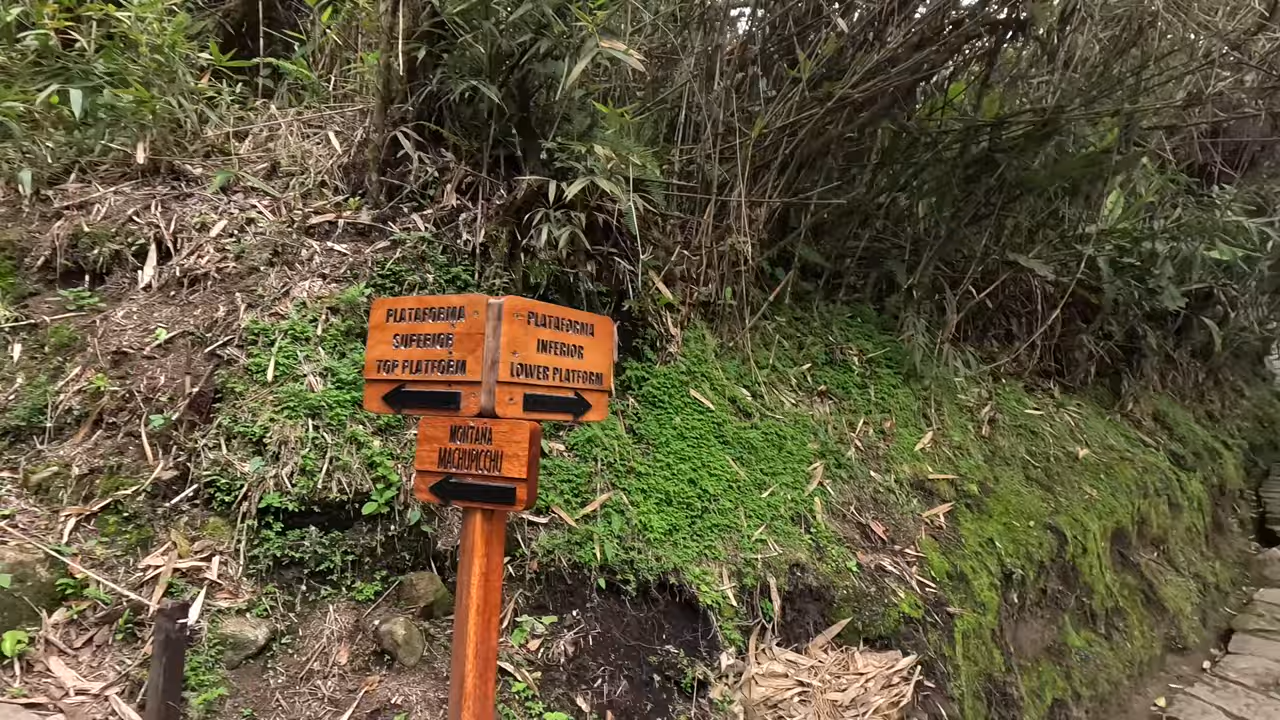 PLATAFORMA
SUPERIOR
TOP PLATFORM
PLATAFORMA
INFERIOR
LOWER PLATFORM
MONTAÑA
MACHUPICCHU